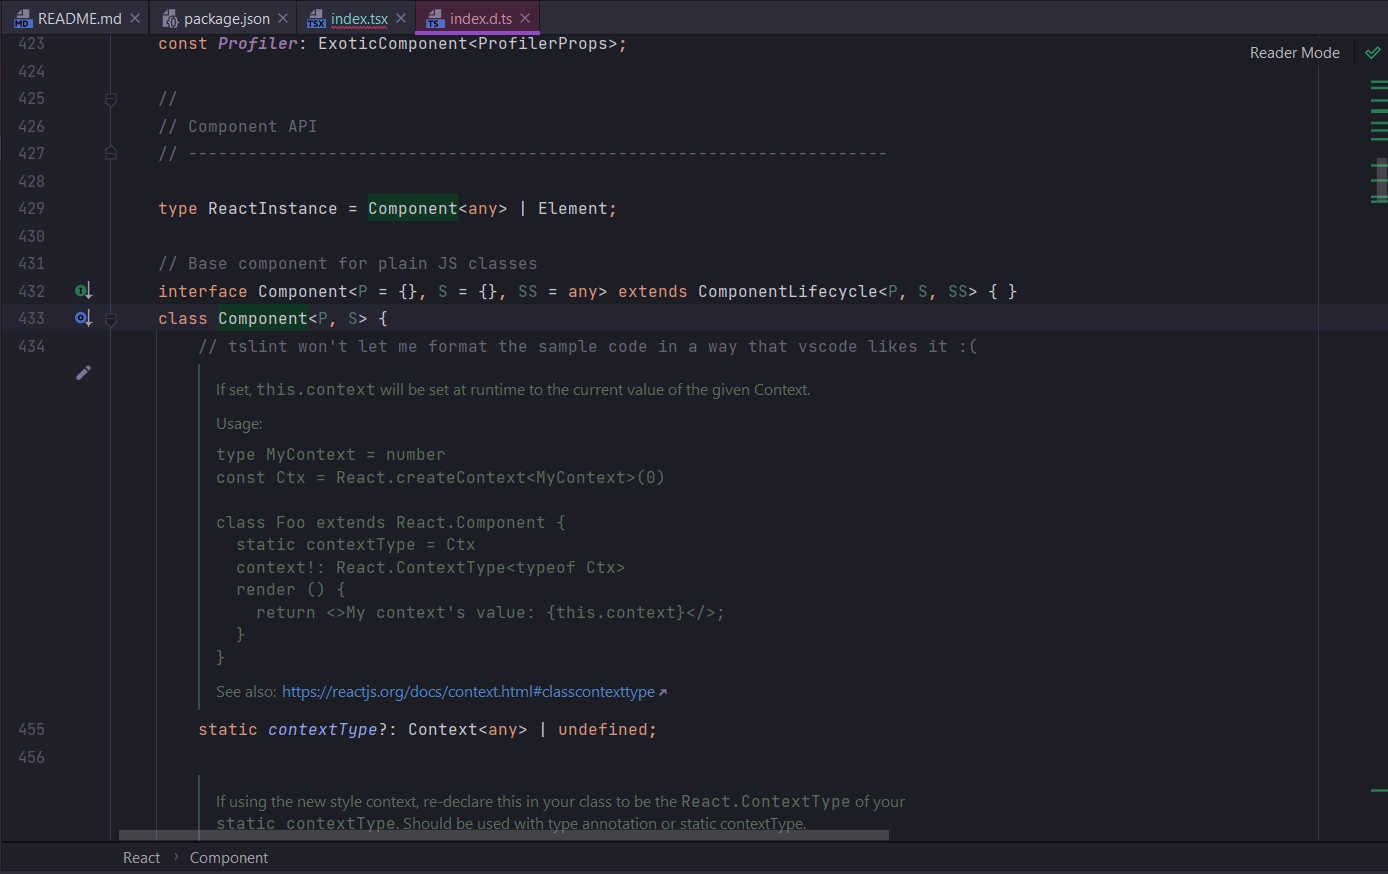 README.md package.json index.tsx index.d.ts
423 const Profiler: ExoticComponent<ProfilerProps>;
Reader Mode
424
425 //
426 // Component API
427 // ----------------------------------------------------------------------
428
429 type ReactInstance = Component<any> | Element;
430
431 // Base component for plain JS classes
432 interface Component<P = {}, S = {}, SS = any> extends ComponentLifecycle<P, S, SS> { }
433 class Component<P, S> {
434 // tslint won't let me format the sample code in a way that vscode likes it :(
If set, this.context will be set at runtime to the current value of the given Context.
Usage:
type MyContext = number
const Ctx = React.createContext<MyContext>(0)
class Foo extends React.Component {
static contextType = Ctx
context!: React.ContextType<typeof Ctx>
render () {
return <>My context's value: {this.context}</>;
}
}
See also: https://reactjs.org/docs/context.html#classcontexttype
455 static contextType?: Context<any> | undefined;
456
If using the new style context, re-declare this in your class to be the React.ContextType of your
static contextType. Should be used with type annotation or static contextType.
React › Component